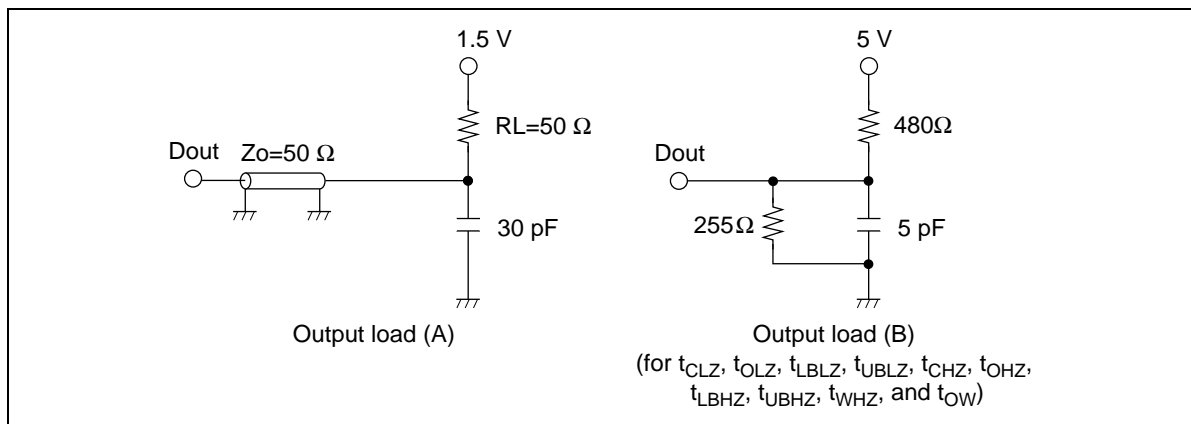 1.5 V
RL=50 Ω
Dout
Zo=50 Ω
30 pF
Output load (A)
5 V
480Ω
Dout
255Ω
5 pF
Output load (B)
(for tCLZ, tOLZ, tLBLZ, tUBLZ, tCHZ, tOHZ,
tLBHZ, tUBHZ, tWHZ, and tOW)